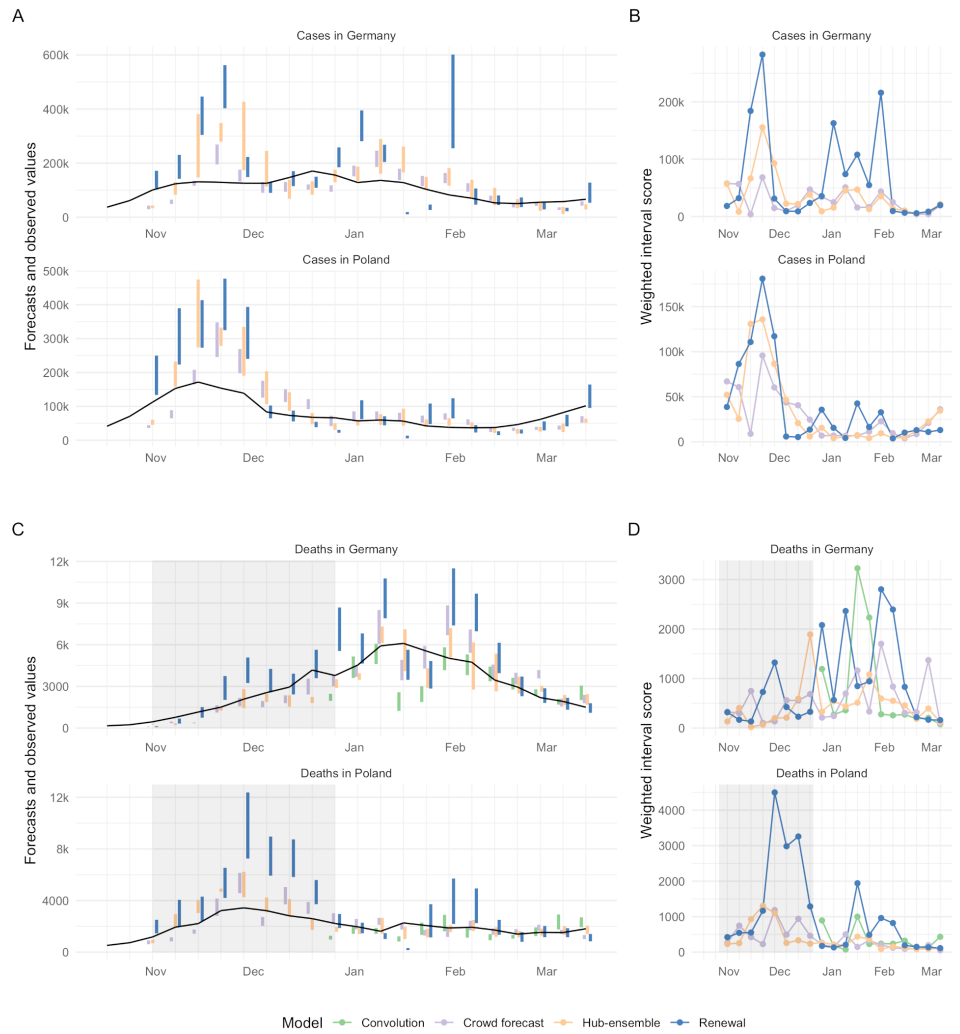 A
Cases in Germany
Forecasts and observed values
600k
400k
200k
0
Nov Dec Jan Feb Mar
Cases in Poland
500k
400k
300k
200k
100k
0
Nov Dec Jan Feb Mar
B
Cases in Germany
Weighted interval score
200k
100k
0
Nov Dec Jan Feb Mar
Cases in Poland
150k
100k
50k
0
Nov Dec Jan Feb Mar
C
Deaths in Germany
Forecasts and observed values
12k
9k
6k
3000
0
Nov Dec Jan Feb Mar
Deaths in Poland
12k
8k
4000
0
Nov Dec Jan Feb Mar
D
Deaths in Germany
Weighted interval score
3000
2000
1000
0
Nov Dec Jan Feb Mar
Deaths in Poland
4000
3000
2000
1000
0
Nov Dec Jan Feb Mar
Model Convolution Crowd forecast Hub-ensemble Renewal